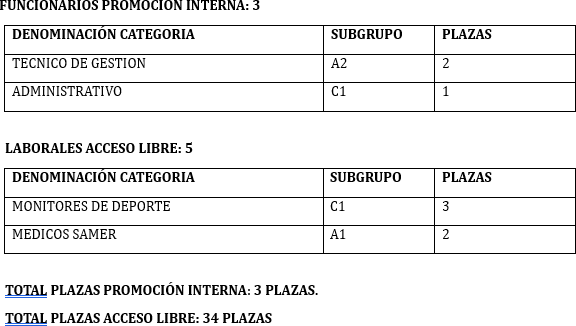 FUNCIONARIOS PROMOCION INTERNA: 3
DENOMINACIÓN CATEGORIA SUBGRUPO PLAZAS
TECNICO DE GESTION A2 2
ADMINISTRATIVO C1 1
LABORALES ACCESO LIBRE: 5
DENOMINACIÓN CATEGORIA SUBGRUPO PLAZAS
MONITORES DE DEPORTE C1 3
MEDICOS SAMER A1 2
TOTAL PLAZAS PROMOCIÓN INTERNA: 3 PLAZAS.
TOTAL PLAZAS ACCESO LIBRE: 34 PLAZAS